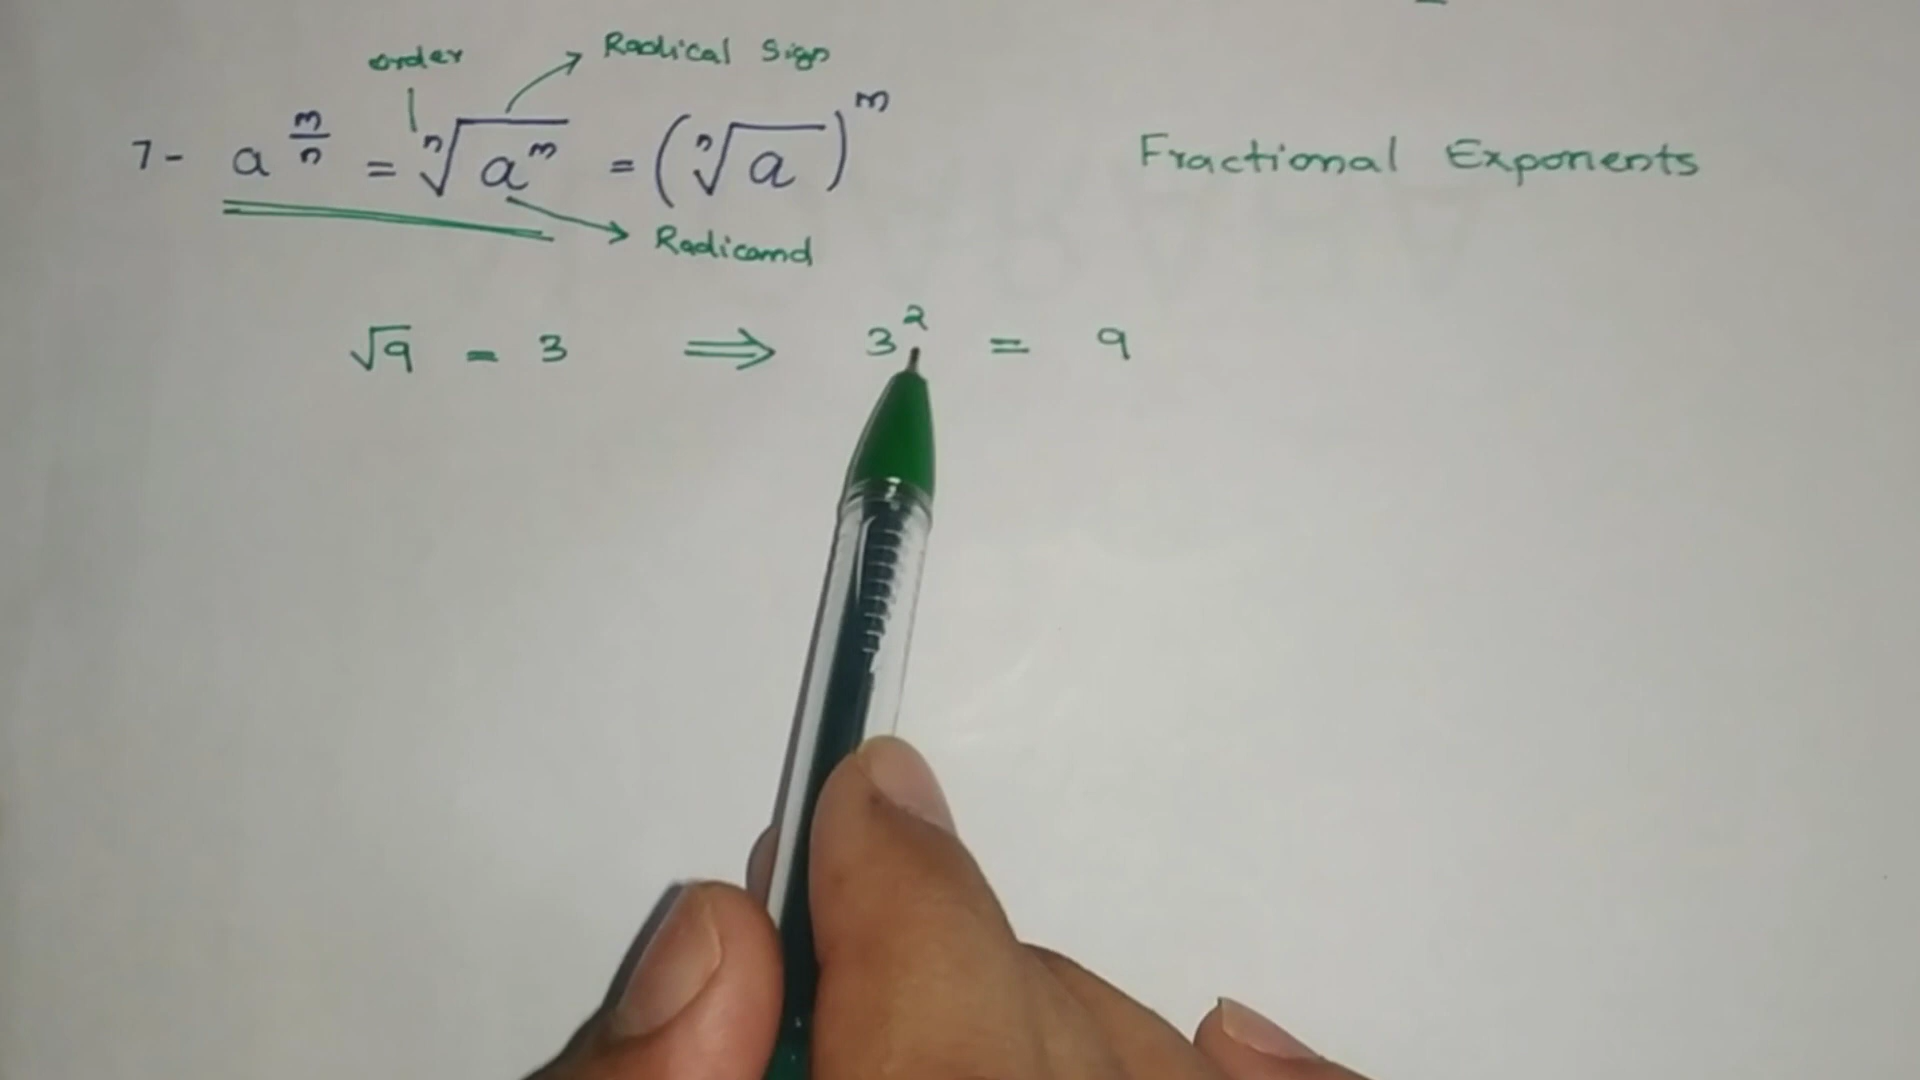 order Radical Sign
7- a^(m/n) = ⁿ√(a^m) = (ⁿ√a)^m Fractional Exponents
Radicand
√9 = 3 ⟹ 3² = 9